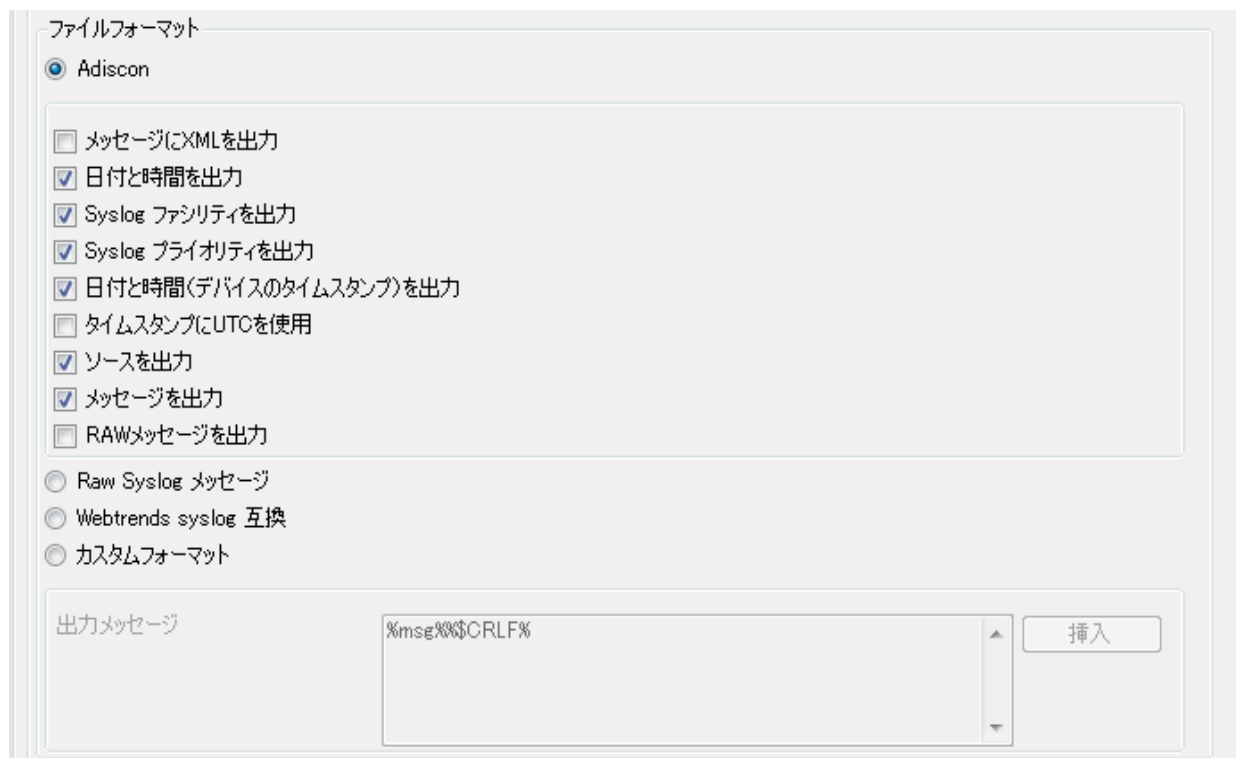 ファイルフォーマット
Adiscon
メッセージにXMLを出力
日付と時間を出力
Syslog ファシリティを出力
Syslog プライオリティを出力
日付と時間(デバイスのタイムスタンプ)を出力
タイムスタンプにUTCを使用
ソースを出力
メッセージを出力
RAWメッセージを出力
Raw Syslog メッセージ
Webtrends syslog 互換
カスタムフォーマット
出力メッセージ
%msg%%$CRLF%
挿入